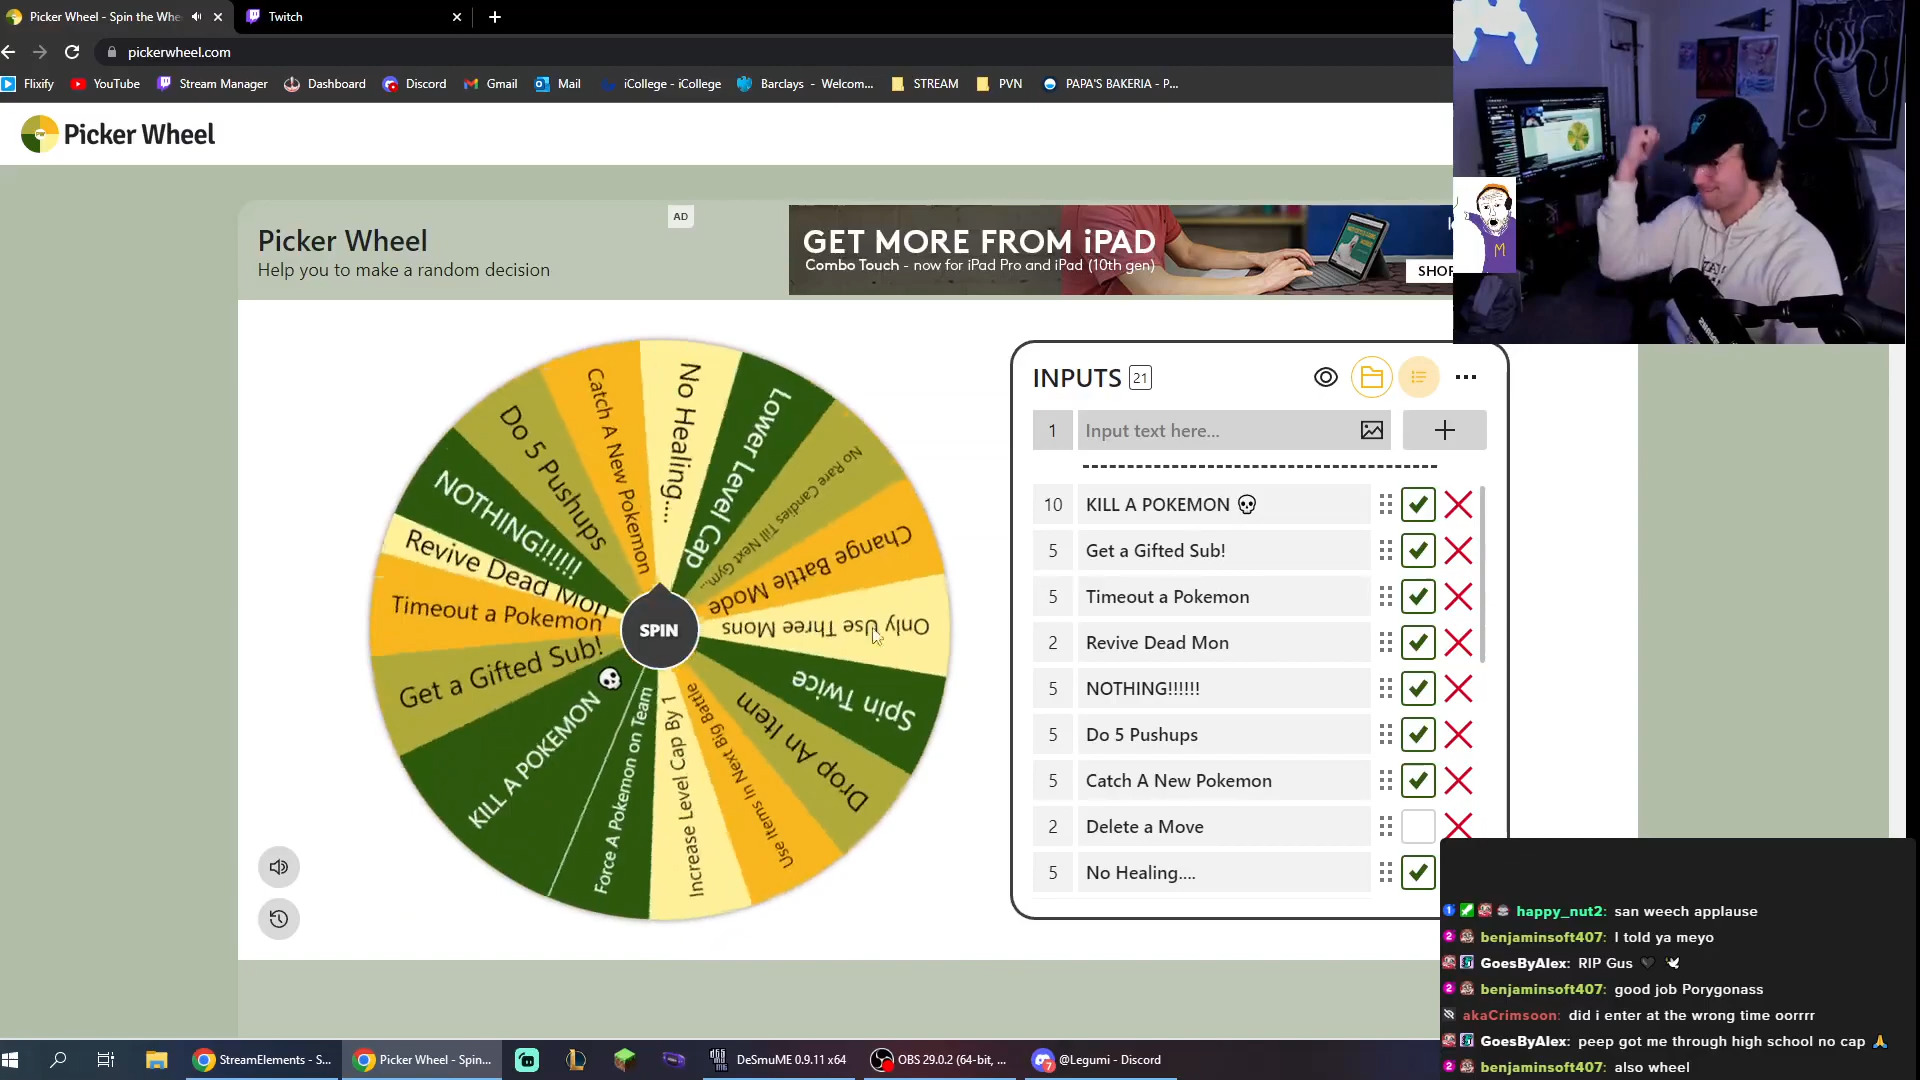 Picker Wheel - Spin the Whe
Twitch
pickerwheel.com
Flixify
YouTube
Stream Manager
Dashboard
Discord
Gmail
Mail
iCollege - iCollege
Barclays - Welcom...
STREAM
PVN
PAPA'S BAKERIA - P...
Picker Wheel
Picker Wheel
Help you to make a random decision
AD
GET MORE FROM iPAD
Combo Touch - now for iPad Pro and iPad (10th gen)
SHOP
M
No Healing....
Lower Level Cap
No Rare Candies Till Next Gym...
Change Battle Mode
Only Use Three Mons
Spin Twice
Drop An Item
Use Items In Next Big Battle
Increase Level Cap By 1
Force A Pokemon on Team
KILL A POKEMON 💀
Get a Gifted Sub!
Timeout a Pokemon
Revive Dead Mon
NOTHING!!!!!!
Do 5 Pushups
Catch A New Pokemon
SPIN
INPUTS 21
1 Input text here...
10 KILL A POKEMON 💀
5 Get a Gifted Sub!
5 Timeout a Pokemon
2 Revive Dead Mon
5 NOTHING!!!!!!
5 Do 5 Pushups
5 Catch A New Pokemon
2 Delete a Move
5 No Healing....
happy_nut2: san weech applause
benjaminsoft407: I told ya meyo
GoesByAlex: RIP Gus 🖤 🕊
benjaminsoft407: good job Porygonass
akaCrimsoon: did i enter at the wrong time oorrrr
GoesByAlex: peep got me through high school no cap 🙏
benjaminsoft407: also wheel
StreamElements - S...
Picker Wheel - Spin...
DeSmuME 0.9.11 x64
OBS 29.0.2 (64-bit, ...
@Legumi - Discord